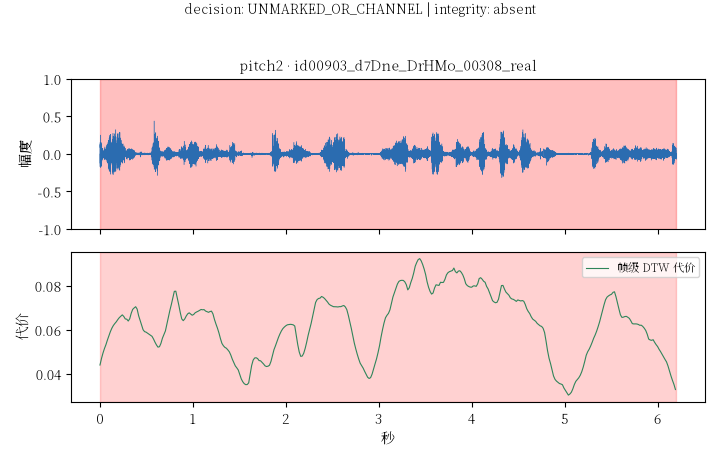 decision: UNMARKED_OR_CHANNEL | integrity: absent
pitch2 · id00903_d7Dne_DrHMo_00308_real
1.0
0.5
0.0
-0.5
-1.0
幅度
帧级 DTW 代价
0.08
0.06
0.04
代价
0 1 2 3 4 5 6
秒